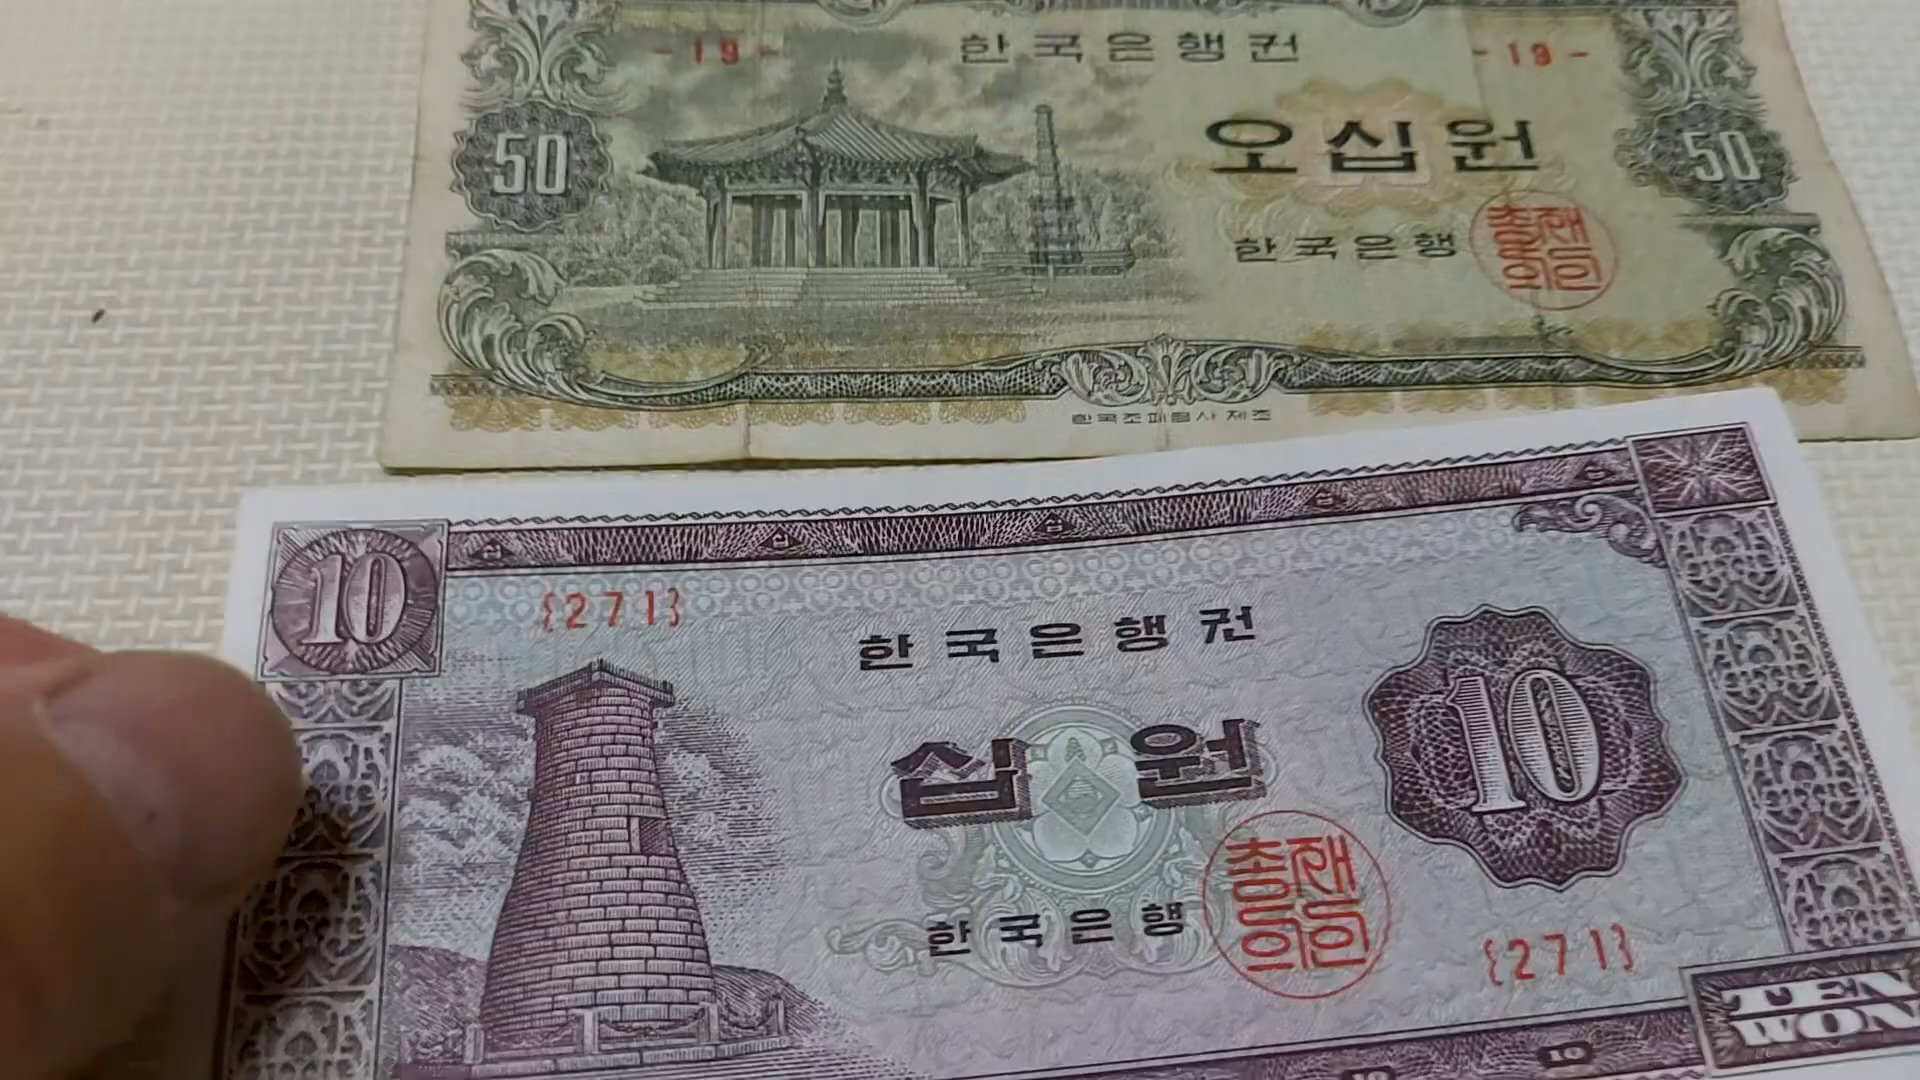 - 19 -
한국은행권
- 19 -
50
오십원
50
한국은행
총재의인
한국조폐공사 제조
10
{271}
한국은행권
십원
10
한국은행
총재의인
{271}
TEN
WON
10
10